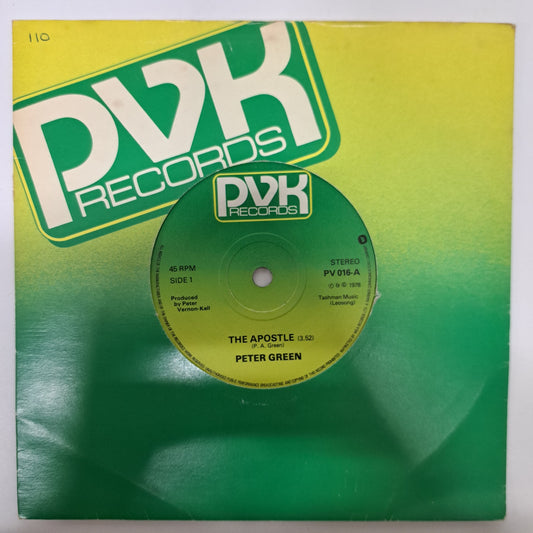 110
PVK
RECORDS
PVK
RECORDS
45 RPM
SIDE 1
STEREO
PV 016-A
℗ © 1978
Produced
by Peter
Vernon-Kell
Tashman Music
(Leosong)
THE APOSTLE (3.52)
(P. A. Green)
PETER GREEN